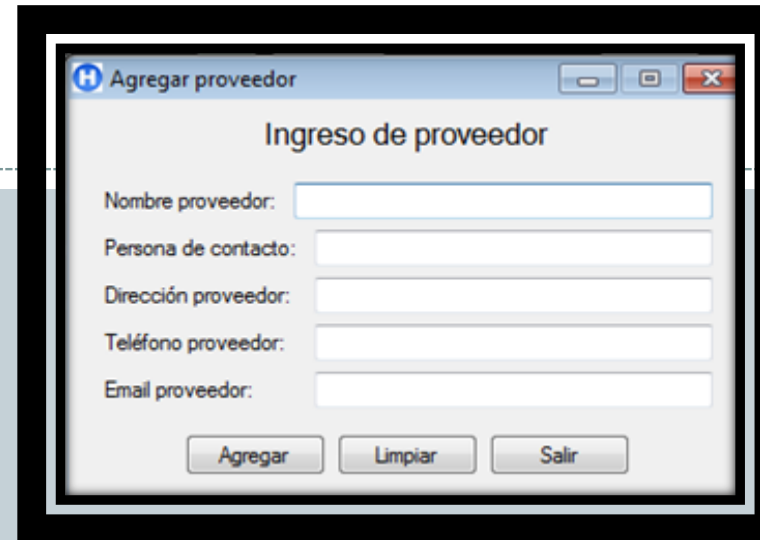 H Agregar proveedor
Ingreso de proveedor
Nombre proveedor:
Persona de contacto:
Dirección proveedor:
Teléfono proveedor:
Email proveedor:
Agregar Limpiar Salir